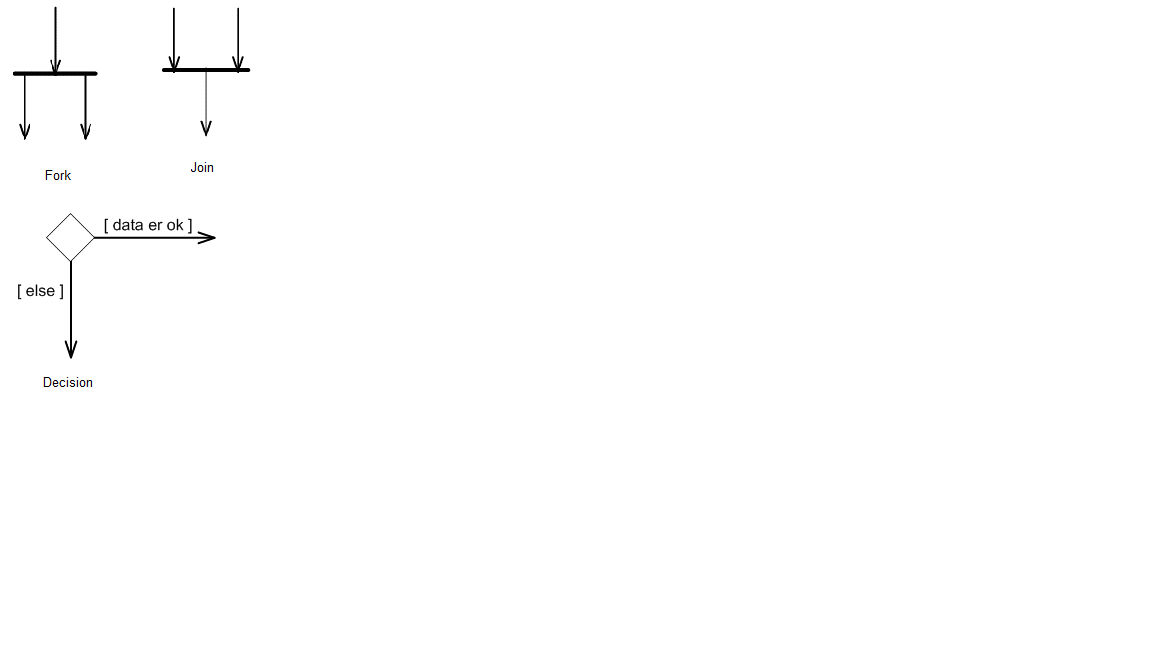 Fork
Join
[ data er ok ]
[ else ]
Decision